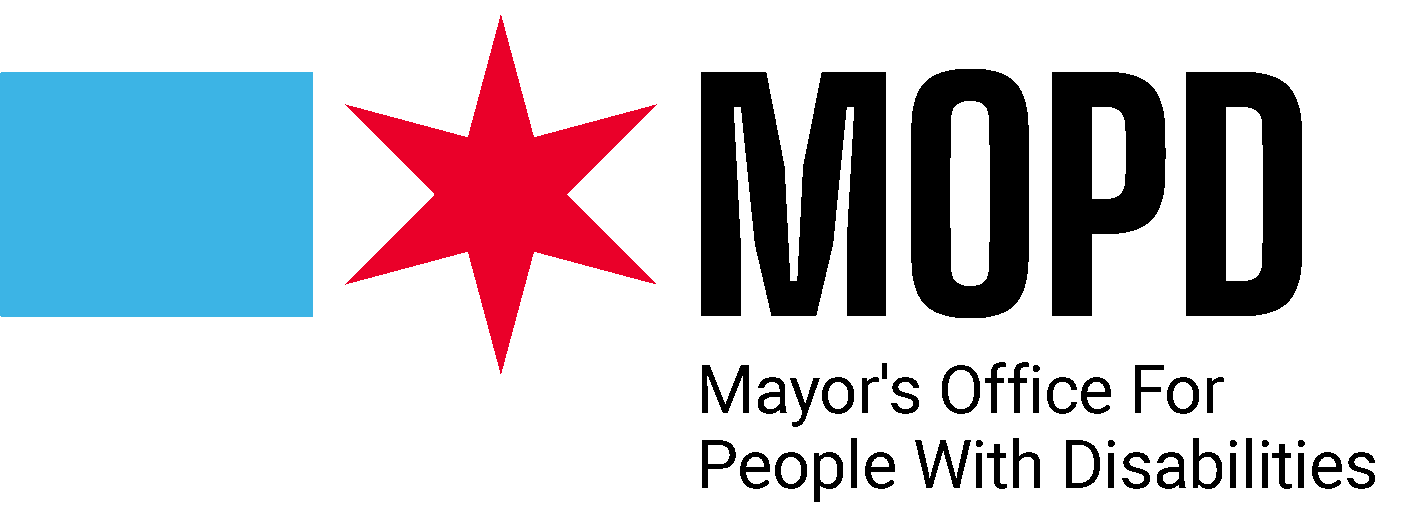 MOPD
Mayor's Office For
People With Disabilities